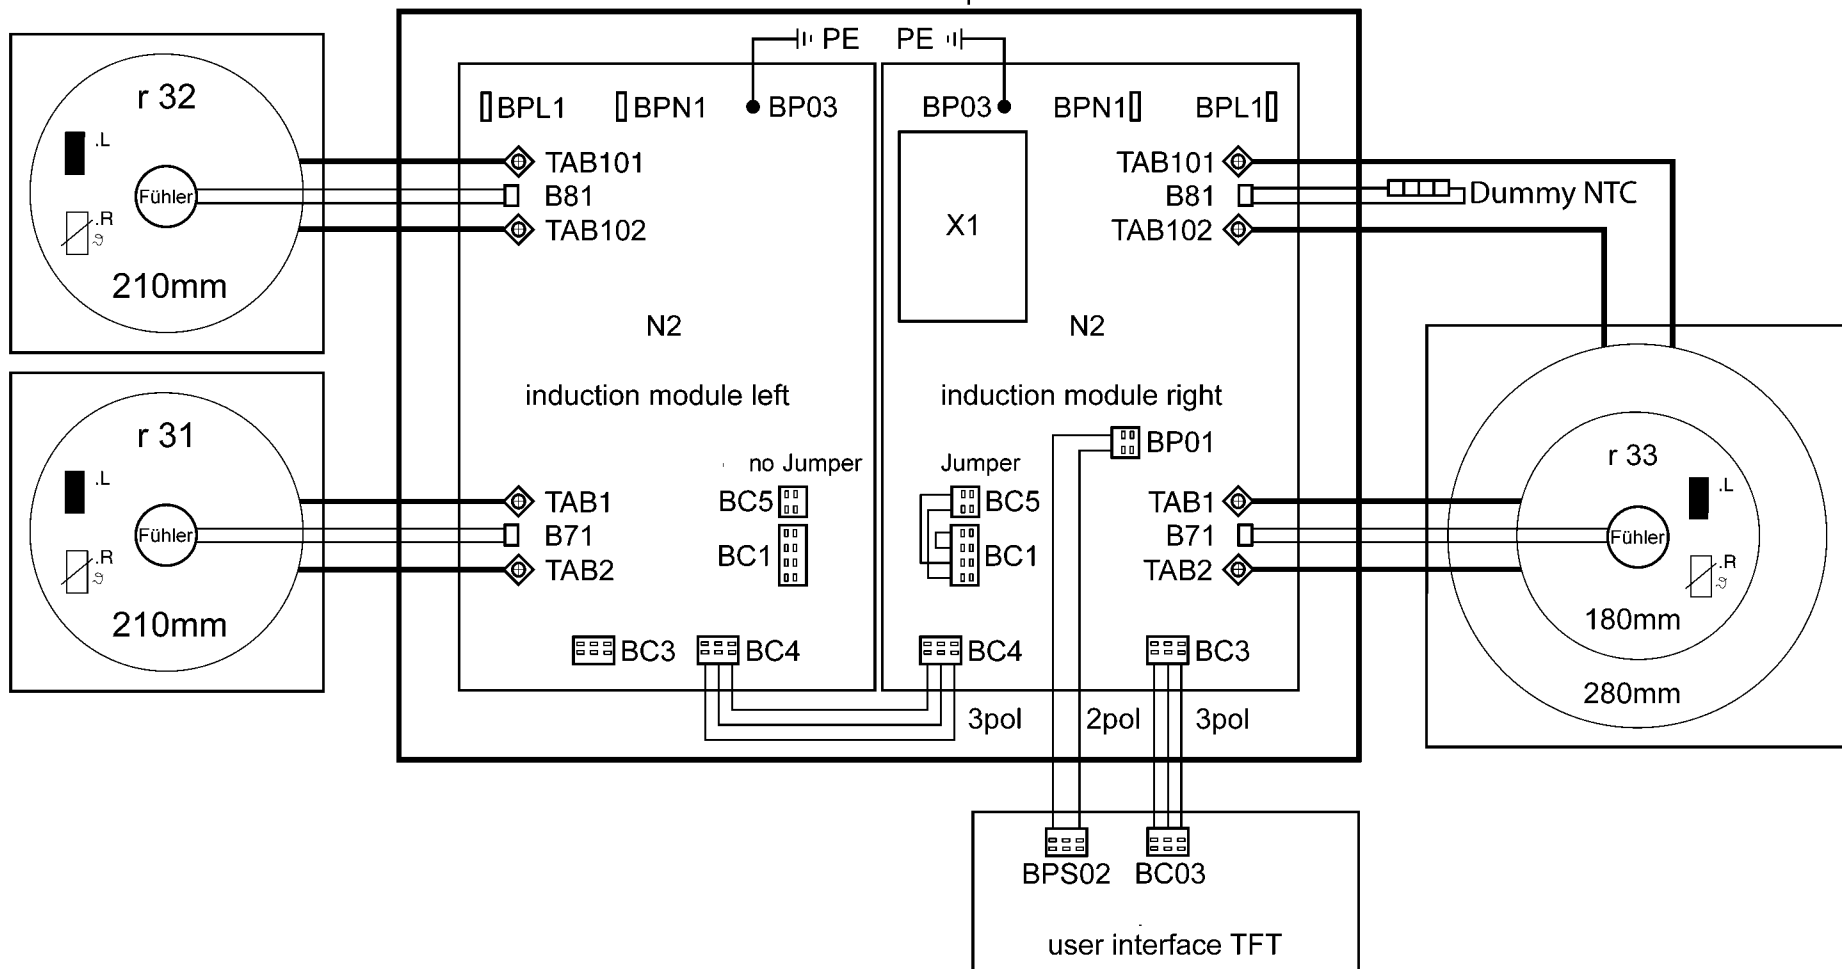 PE PE
r 32
.L
Fühler
.R
ϑ
210mm
r 31
.L
Fühler
.R
ϑ
210mm
BPL1 BPN1 BP03
TAB101
B81
TAB102
N2
induction module left
no Jumper
TAB1
BC5
B71
BC1
TAB2
BC3 BC4
BP03 BPN1 BPL1
TAB101
X1
B81
TAB102
N2
induction module right
BP01
Jumper
BC5
TAB1
BC1
B71
TAB2
BC4 BC3
3pol 2pol 3pol
Dummy NTC
r 33
.L
Fühler
.R
ϑ
180mm
280mm
BPS02 BC03
user interface TFT